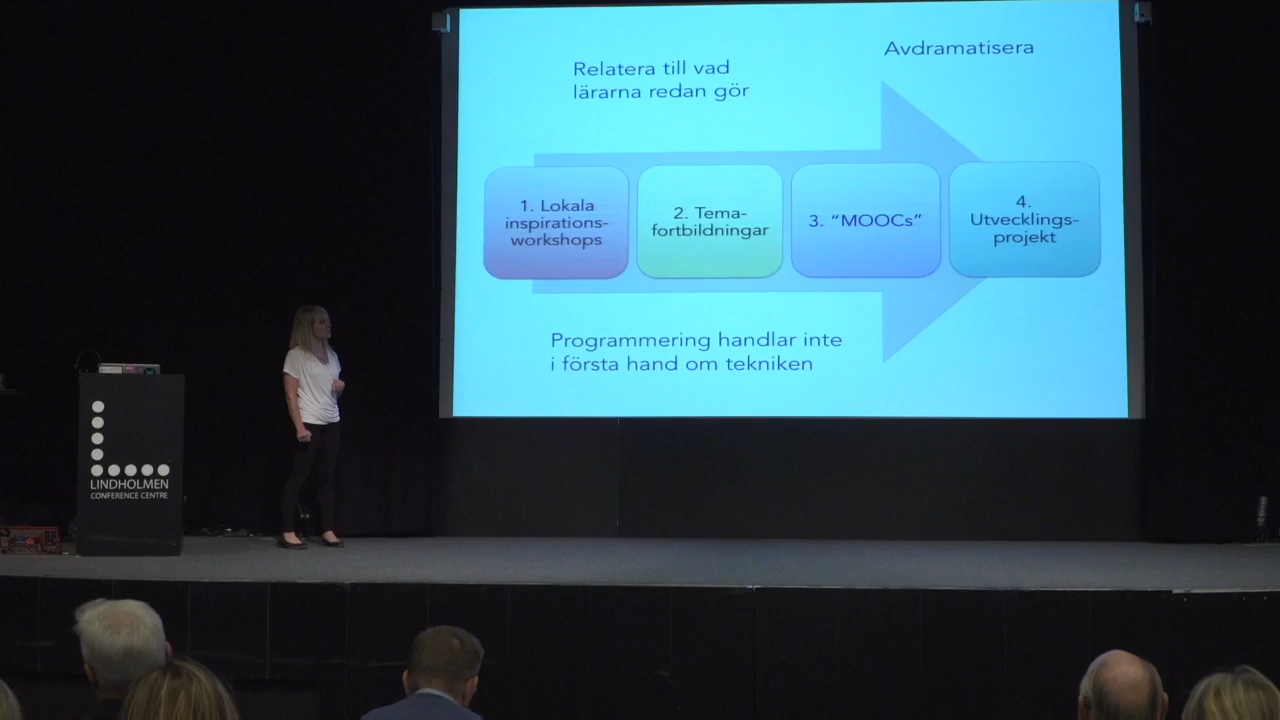 Avdramatisera
Relatera till vad
lärarna redan gör
1. Lokala
inspirations-
workshops
2. Tema-
fortbildningar
3. “MOOCs”
4.
Utvecklings-
projekt
Programmering handlar inte
i första hand om tekniken
LINDHOLMEN
CONFERENCE CENTRE